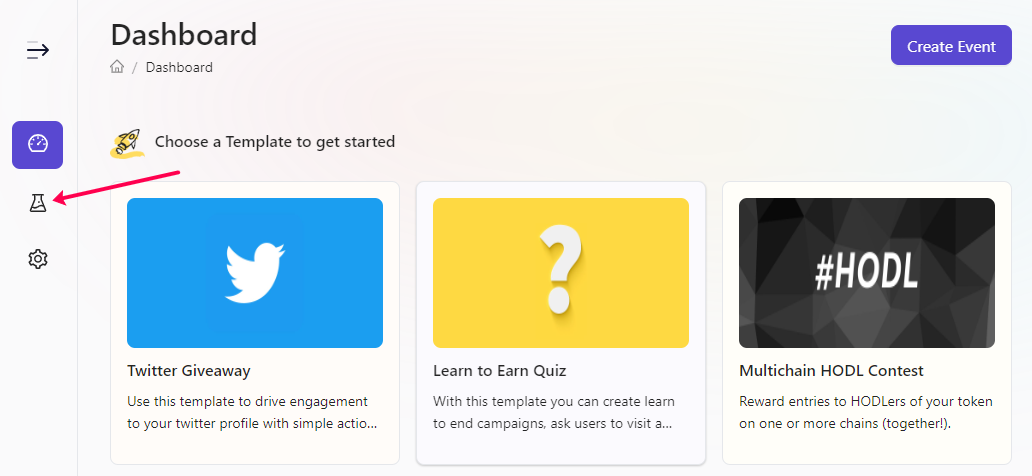 Dashboard
Create Event
/ Dashboard
Choose a Template to get started
#HODL
Twitter Giveaway
Use this template to drive engagement
to your twitter profile with simple actio...
Learn to Earn Quiz
With this template you can create learn
to end campaigns, ask users to visit a...
Multichain HODL Contest
Reward entries to HODLers of your token
on one or more chains (together!).